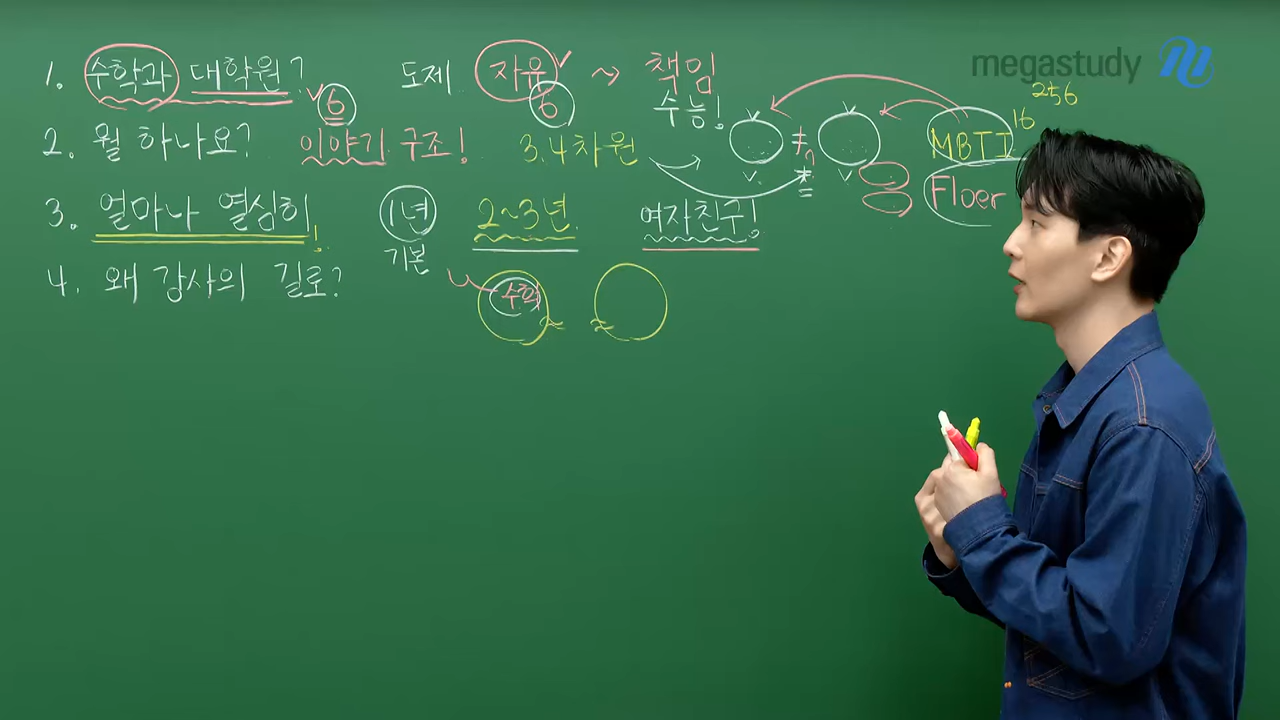 megastudy
256
1. 수학과 대학원? 도제 자유 ~> 책임
6 6 수능! 16
2. 뭘 하나요? 이야기 구조! 3.4차원 ≠ ? MBTI
3. 얼마나 열심히! 1년 2~3년. 여자친구! Floer
기본
4. 왜 강사의 길로? 수학